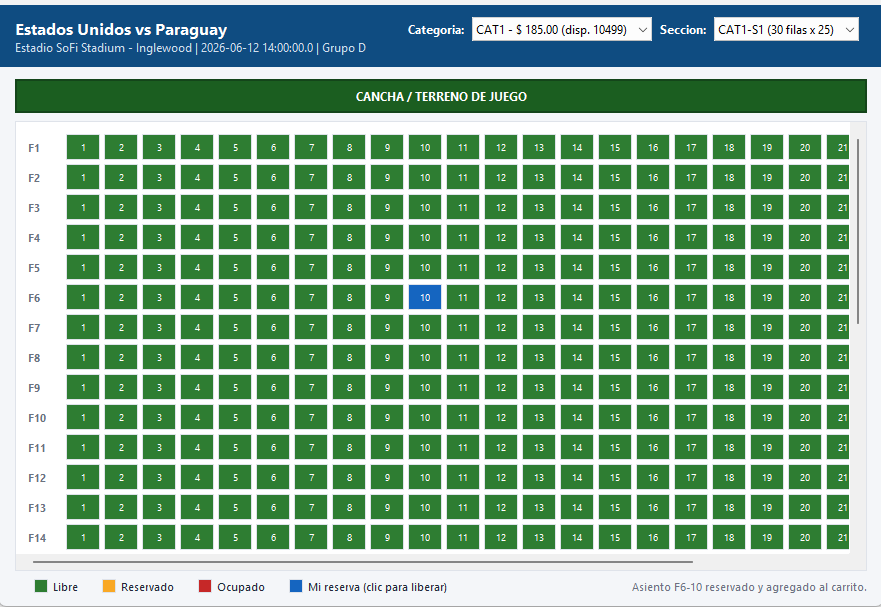 Estados Unidos vs Paraguay
Estadio SoFi Stadium - Inglewood | 2026-06-12 14:00:00.0 | Grupo D
Categoria: CAT1 - $ 185.00 (disp. 10499) Seccion: CAT1-S1 (30 filas x 25)
CANCHA / TERRENO DE JUEGO
F1 1 2 3 4 5 6 7 8 9 10 11 12 13 14 15 16 17 18 19 20 21
F2 1 2 3 4 5 6 7 8 9 10 11 12 13 14 15 16 17 18 19 20 21
F3 1 2 3 4 5 6 7 8 9 10 11 12 13 14 15 16 17 18 19 20 21
F4 1 2 3 4 5 6 7 8 9 10 11 12 13 14 15 16 17 18 19 20 21
F5 1 2 3 4 5 6 7 8 9 10 11 12 13 14 15 16 17 18 19 20 21
F6 1 2 3 4 5 6 7 8 9 10 11 12 13 14 15 16 17 18 19 20 21
F7 1 2 3 4 5 6 7 8 9 10 11 12 13 14 15 16 17 18 19 20 21
F8 1 2 3 4 5 6 7 8 9 10 11 12 13 14 15 16 17 18 19 20 21
F9 1 2 3 4 5 6 7 8 9 10 11 12 13 14 15 16 17 18 19 20 21
F10 1 2 3 4 5 6 7 8 9 10 11 12 13 14 15 16 17 18 19 20 21
F11 1 2 3 4 5 6 7 8 9 10 11 12 13 14 15 16 17 18 19 20 21
F12 1 2 3 4 5 6 7 8 9 10 11 12 13 14 15 16 17 18 19 20 21
F13 1 2 3 4 5 6 7 8 9 10 11 12 13 14 15 16 17 18 19 20 21
F14 1 2 3 4 5 6 7 8 9 10 11 12 13 14 15 16 17 18 19 20 21
Libre Reservado Ocupado Mi reserva (clic para liberar) Asiento F6-10 reservado y agregado al carrito.